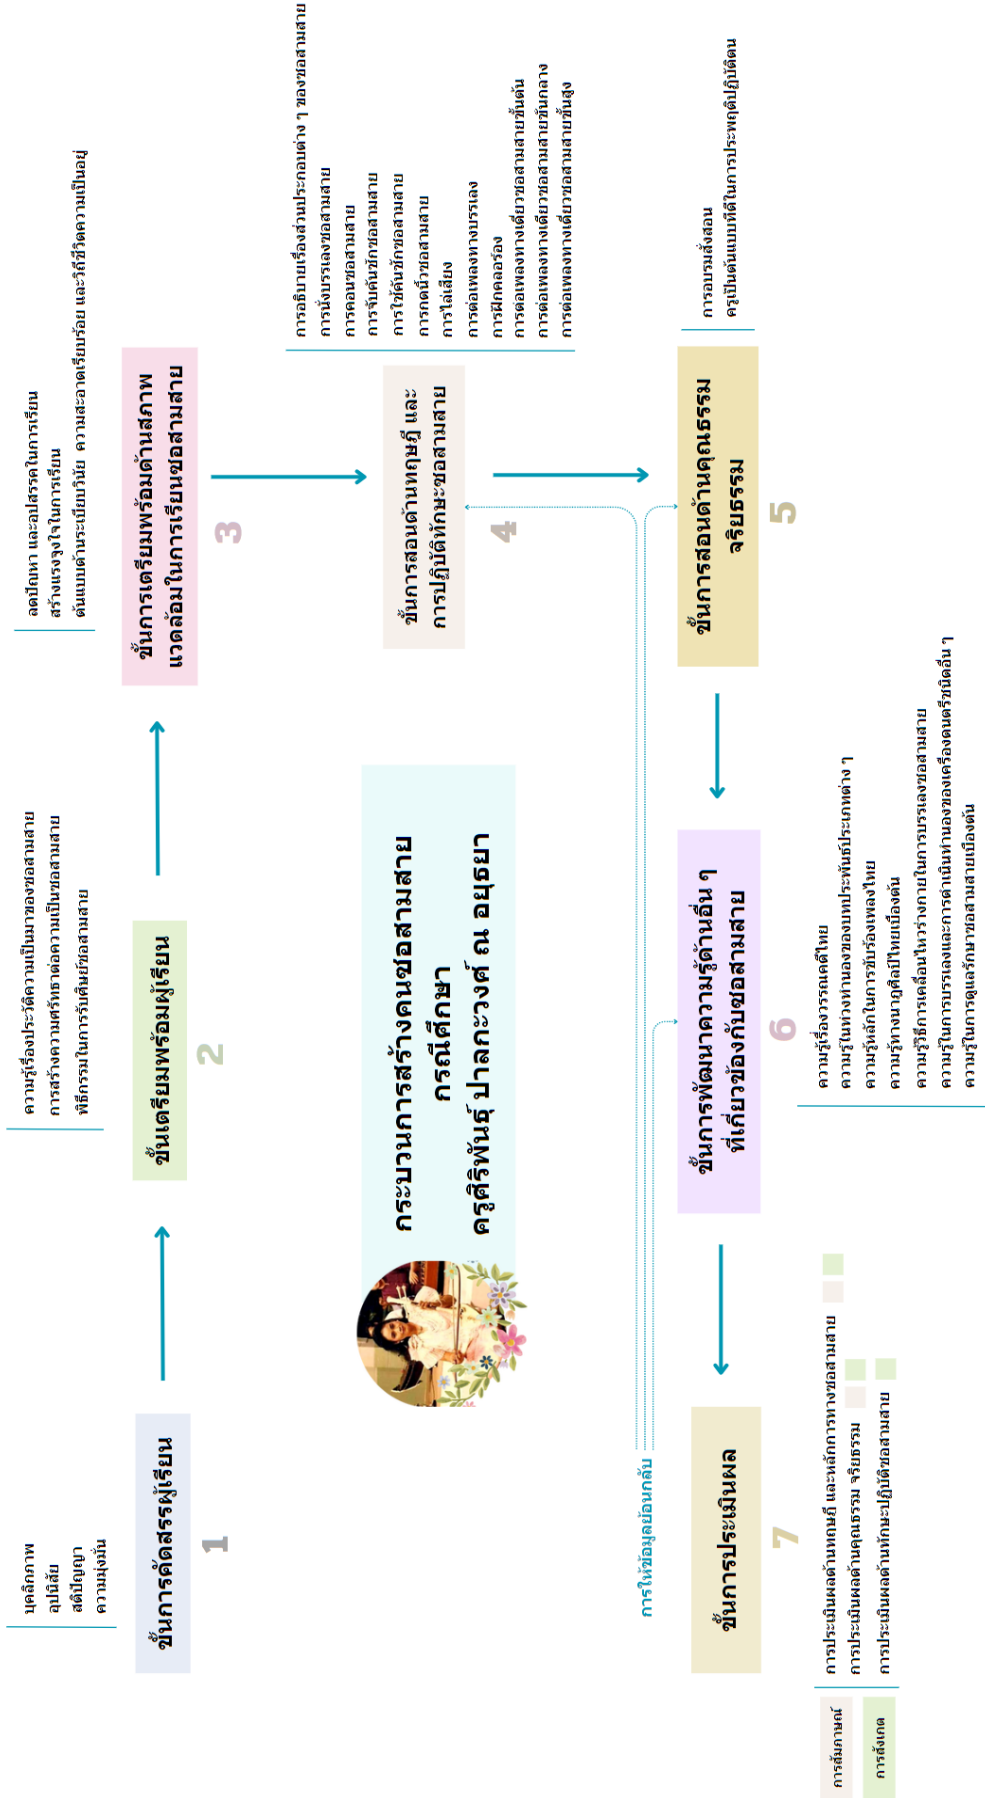 บุคลิกภาพ
อุปนิสัย
สติปัญญา
ความมุ่งมั่น
ขั้นการคัดสรรผู้เรียน
1
ความรู้เรื่องประวัติความเป็นมาของซอสามสาย
การสร้างความศรัทธาต่อความเป็นซอสามสาย
พิธีกรรมในการรับศิษย์ซอสามสาย
ขั้นเตรียมพร้อมผู้เรียน
2
ลดปัญหา และอุปสรรคในการเรียน
สร้างแรงจูงใจในการเรียน
ต้นแบบด้านระเบียบวินัย ความสะอาดเรียบร้อย และวิถีชีวิตความเป็นอยู่
ขั้นการเตรียมพร้อมด้านสภาพ
แวดล้อมในการเรียนซอสามสาย
3
กระบวนการสร้างคนซอสามสาย
กรณีศึกษา
ครูศิริพันธุ์ ปาลกะวงศ์ ณ อยุธยา
การอธิบายเรื่องส่วนประกอบต่าง ๆ ของซอสามสาย
การนั่งบรรเลงซอสามสาย
การคอนซอสามสาย
การจับคันชักซอสามสาย
การใช้คันชักซอสามสาย
การกดนิ้วซอสามสาย
การไล่เสียง
การต่อเพลงทางบรรเลง
การฝึกคลอร้อง
การต่อเพลงทางเดี่ยวซอสามสายขั้นต้น
การต่อเพลงทางเดี่ยวซอสามสายขั้นกลาง
การต่อเพลงทางเดี่ยวซอสามสายขั้นสูง
ขั้นการสอนด้านทฤษฎี และ
การปฏิบัติทักษะซอสามสาย
4
การอบรมสั่งสอน
ครูเป็นต้นแบบที่ดีในการประพฤติปฏิบัติตน
ขั้นการสอนด้านคุณธรรม
จริยธรรม
5
ขั้นการพัฒนาความรู้ด้านอื่น ๆ
ที่เกี่ยวข้องกับซอสามสาย
6
ความรู้เรื่องวรรณคดีไทย
ความรู้ในท่วงทำนองของบทประพันธ์ประเภทต่าง ๆ
ความรู้หลักในการขับร้องเพลงไทย
ความรู้ทางนาฏศิลป์ไทยเบื้องต้น
ความรู้วิธีการเคลื่อนไหวร่างกายในการบรรเลงซอสามสาย
ความรู้ในการบรรเลงและการดำเนินทำนองของเครื่องดนตรีชนิดอื่น ๆ
ความรู้ในการดูแลรักษาซอสามสายเบื้องต้น
การให้ข้อมูลย้อนกลับ
ขั้นการประเมินผล
7
การประเมินผลด้านทฤษฎี และหลักการทางซอสามสาย
การประเมินผลด้านคุณธรรม จริยธรรม
การประเมินผลด้านทักษะปฏิบัติซอสามสาย
การสัมภาษณ์
การสังเกต